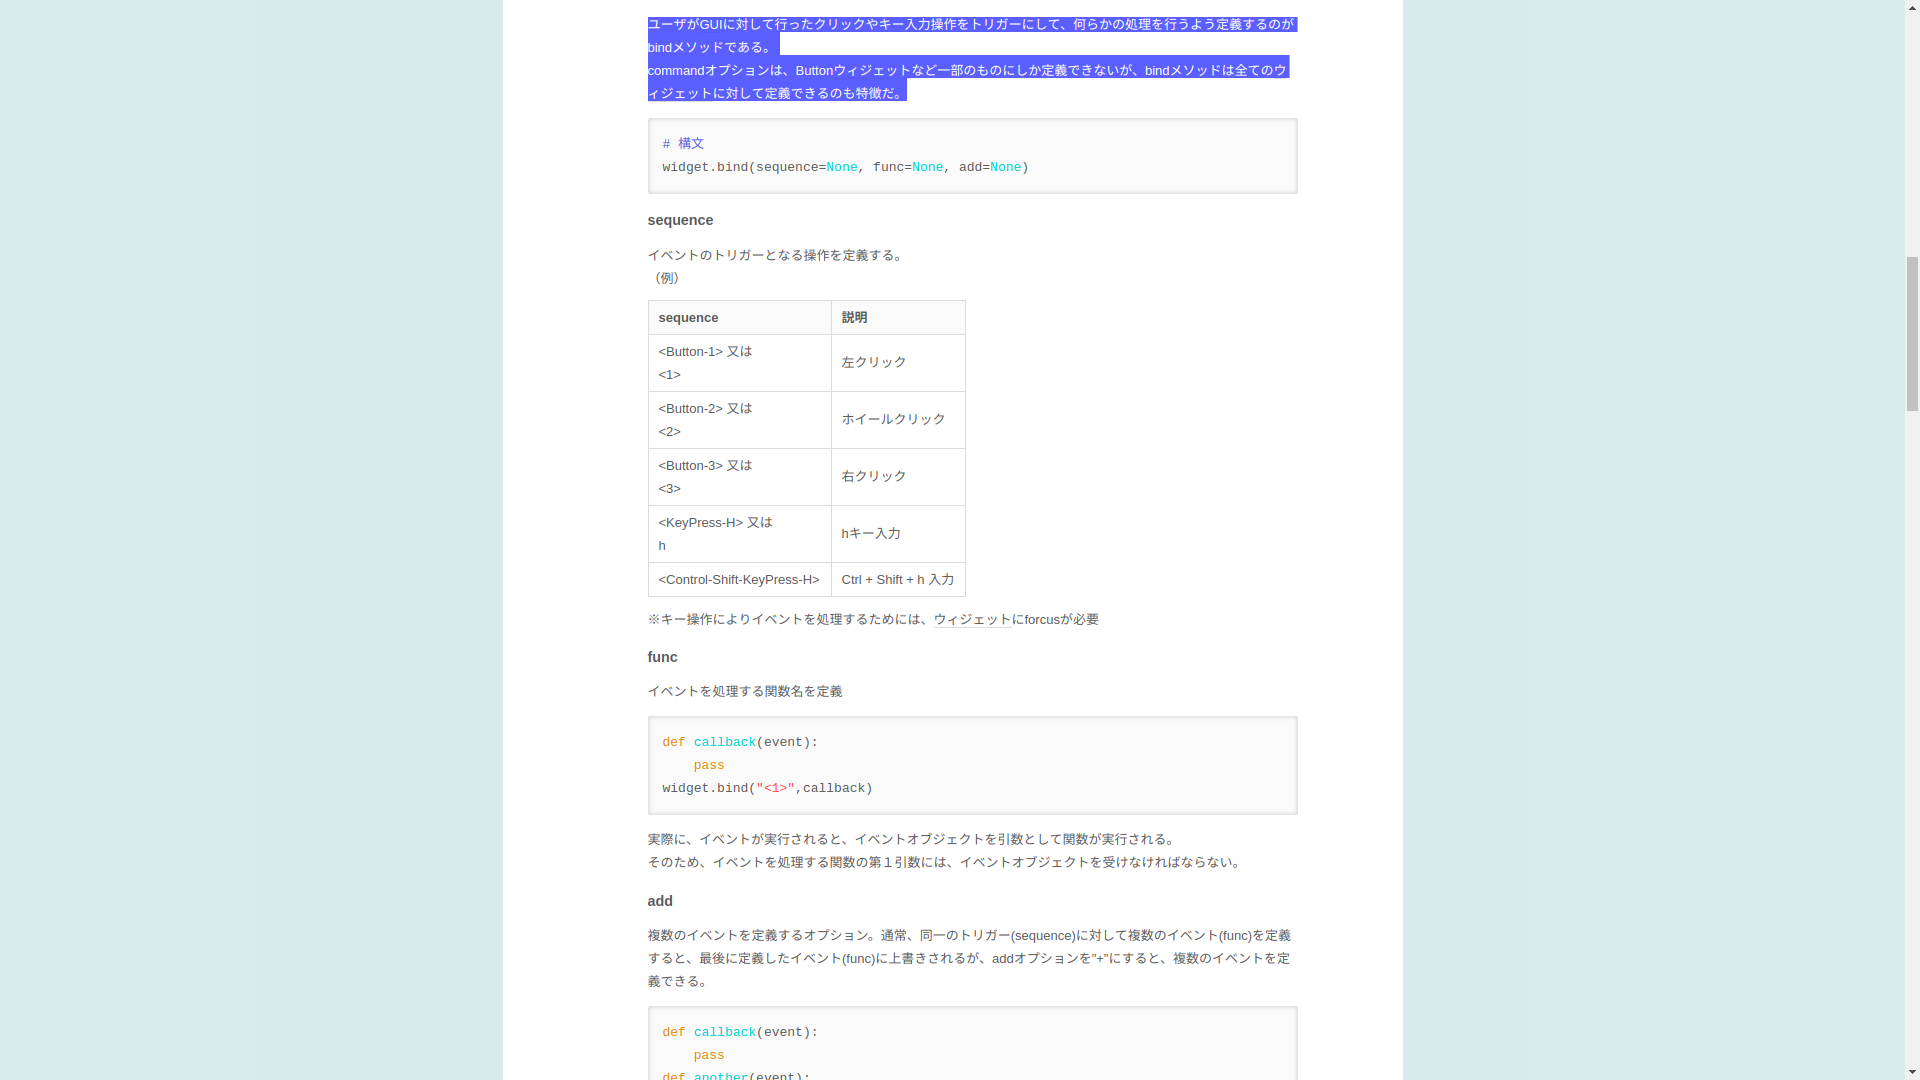 ユーザがGUIに対して行ったクリックやキー入力操作をトリガーにして、何らかの処理を行うよう定義するのが
bindメソッドである。
commandオプションは、Buttonウィジェットなど一部のものにしか定義できないが、bindメソッドは全てのウ
ィジェットに対して定義できるのも特徴だ。
# 構文
widget.bind(sequence=None, func=None, add=None)
sequence
イベントのトリガーとなる操作を定義する。
（例）
sequence 説明
<Button-1> 又は
<1>
左クリック
<Button-2> 又は
<2>
ホイールクリック
<Button-3> 又は
<3>
右クリック
<KeyPress-H> 又は
h
hキー入力
<Control-Shift-KeyPress-H> Ctrl + Shift + h 入力
※キー操作によりイベントを処理するためには、ウィジェットにforcusが必要
func
イベントを処理する関数名を定義
def callback(event):
    pass
widget.bind("<1>",callback)
実際に、イベントが実行されると、イベントオブジェクトを引数として関数が実行される。
そのため、イベントを処理する関数の第１引数には、イベントオブジェクトを受けなければならない。
add
複数のイベントを定義するオプション。通常、同一のトリガー(sequence)に対して複数のイベント(func)を定義
すると、最後に定義したイベント(func)に上書きされるが、addオプションを"+"にすると、複数のイベントを定
義できる。
def callback(event):
    pass
def another(event):